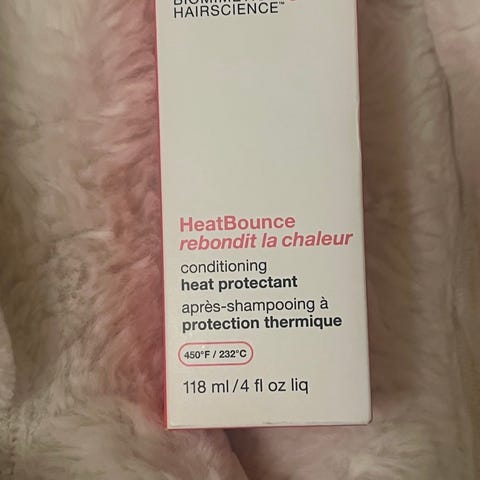 HAIRSCIENCE™
HeatBounce
rebondit la chaleur
conditioning
heat protectant
après-shampooing à
protection thermique
450°F / 232°C
118 ml/4 fl oz liq